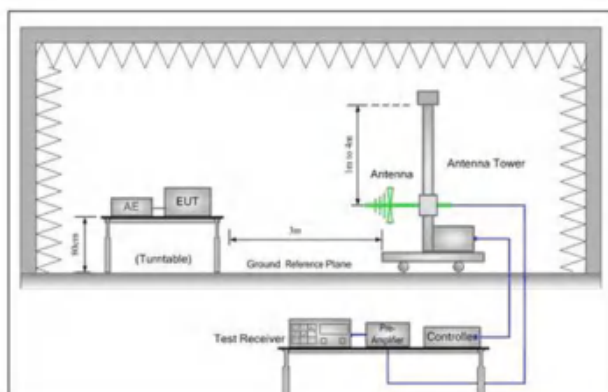 1m to 4m
Antenna
Antenna Tower
AE
EUT
80cm
(Turntable)
3m
Ground Reference Plane
Test Receiver
Pre-
Amplifier
Controller